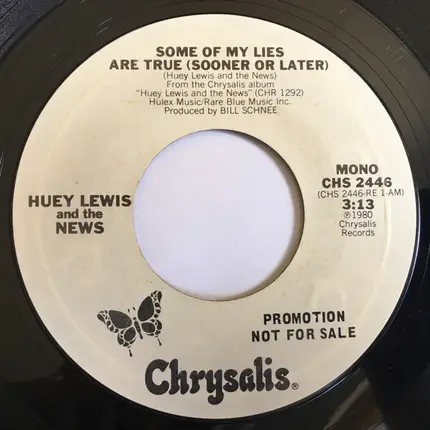 SOME OF MY LIES
ARE TRUE (SOONER OR LATER)
(Huey Lewis and the News)
From the Chrysalis album
"Huey Lewis and the News" (CHR 1292)
Hulex Music/Rare Blue Music Inc.
Produced by BILL SCHNEE
HUEY LEWIS
and the
NEWS
MONO
CHS 2446
(CHS 2446-RE 1-AM)
3:13
℗1980
Chrysalis
Records
PROMOTION
NOT FOR SALE
Chrysalis®